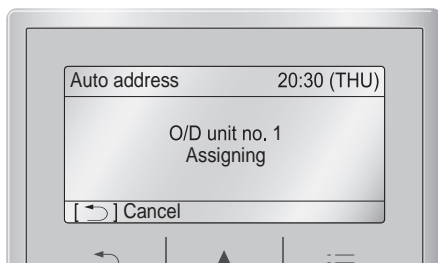 Auto address 20:30 (THU)
O/D unit no. 1
Assigning
[⮌] Cancel